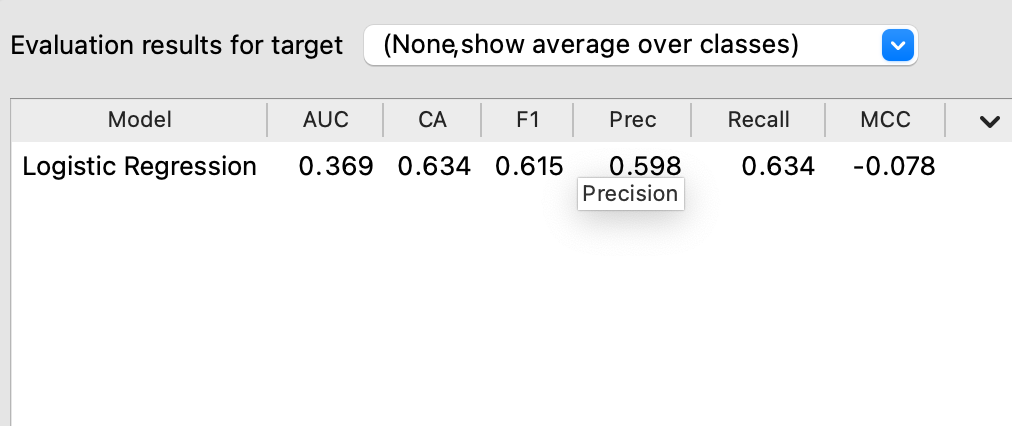 Evaluation results for target (None, show average over classes)
Model AUC CA F1 Prec Recall MCC
Logistic Regression 0.369 0.634 0.615 0.598 0.634 -0.078
Precision